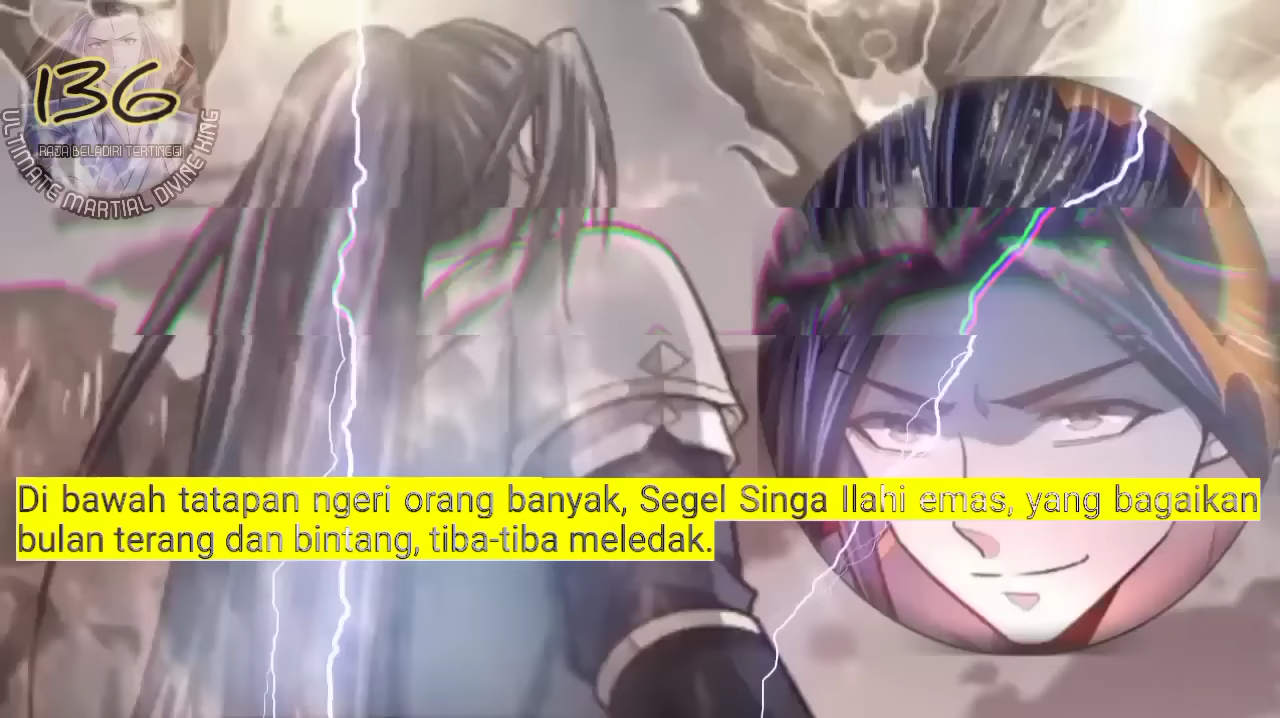 136
RAJA BELADIRI TERTINGGI
ULTIMATE MARTIAL DIVINE KING
Di bawah tatapan ngeri orang banyak, Segel Singa Ilahi emas, yang bagaikan
bulan terang dan bintang, tiba-tiba meledak.